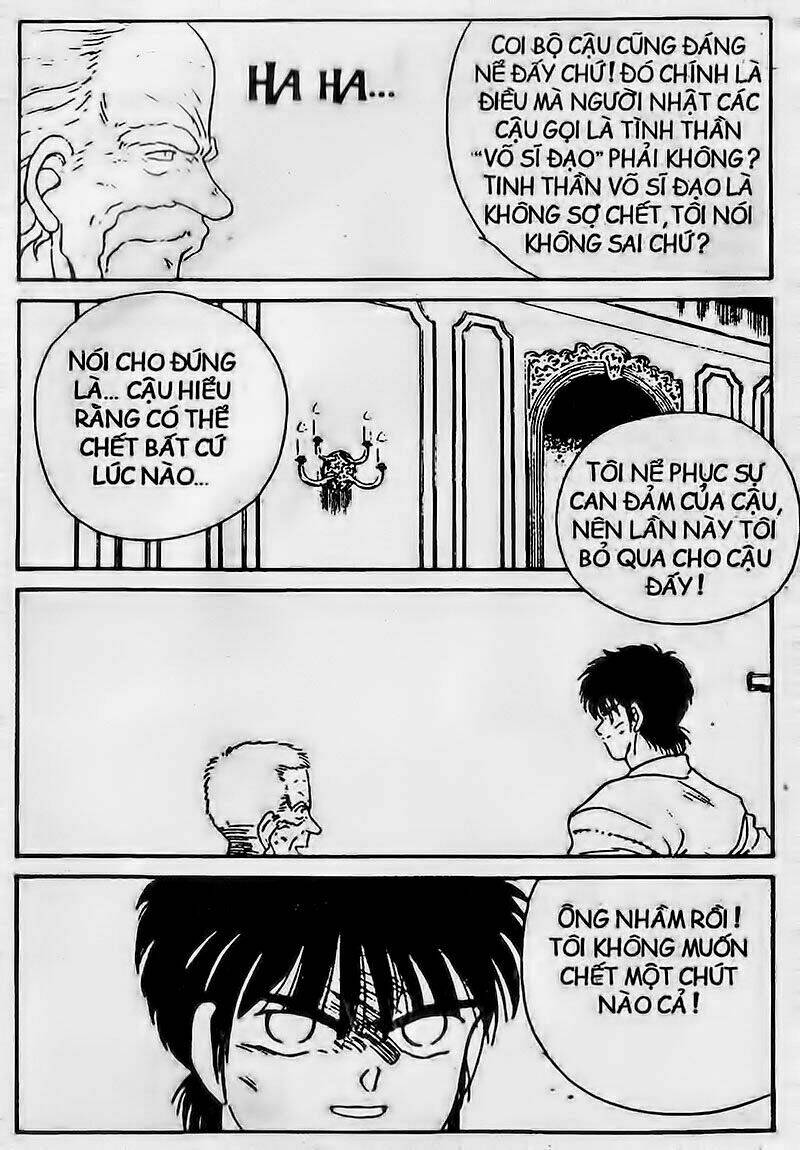 HA HA...
COI BỘ CẬU CŨNG ĐÁNG
NỂ ĐẤY CHỨ! ĐÓ CHÍNH LÀ
ĐIỀU MÀ NGƯỜI NHẬT CÁC
CẬU GỌI LÀ TÌNH THẦN
"VÕ SĨ ĐẠO" PHẢI KHÔNG?
TINH THẦN VÕ SĨ ĐẠO LÀ
KHÔNG SỢ CHẾT, TÔI NÓI
KHÔNG SAI CHỨ?
NÓI CHO ĐÚNG
LÀ... CẬU HIỂU
RẰNG CÓ THỂ
CHẾT BẤT CỨ
LÚC NÀO...
TÔI NỂ PHỤC SỰ
CAN ĐẢM CỦA CẬU,
NÊN LẦN NÀY TÔI
BỎ QUA CHO CẬU
ĐẤY!
ÔNG NHẦM RỒI!
TÔI KHÔNG MUỐN
CHẾT MỘT CHÚT
NÀO CẢ!